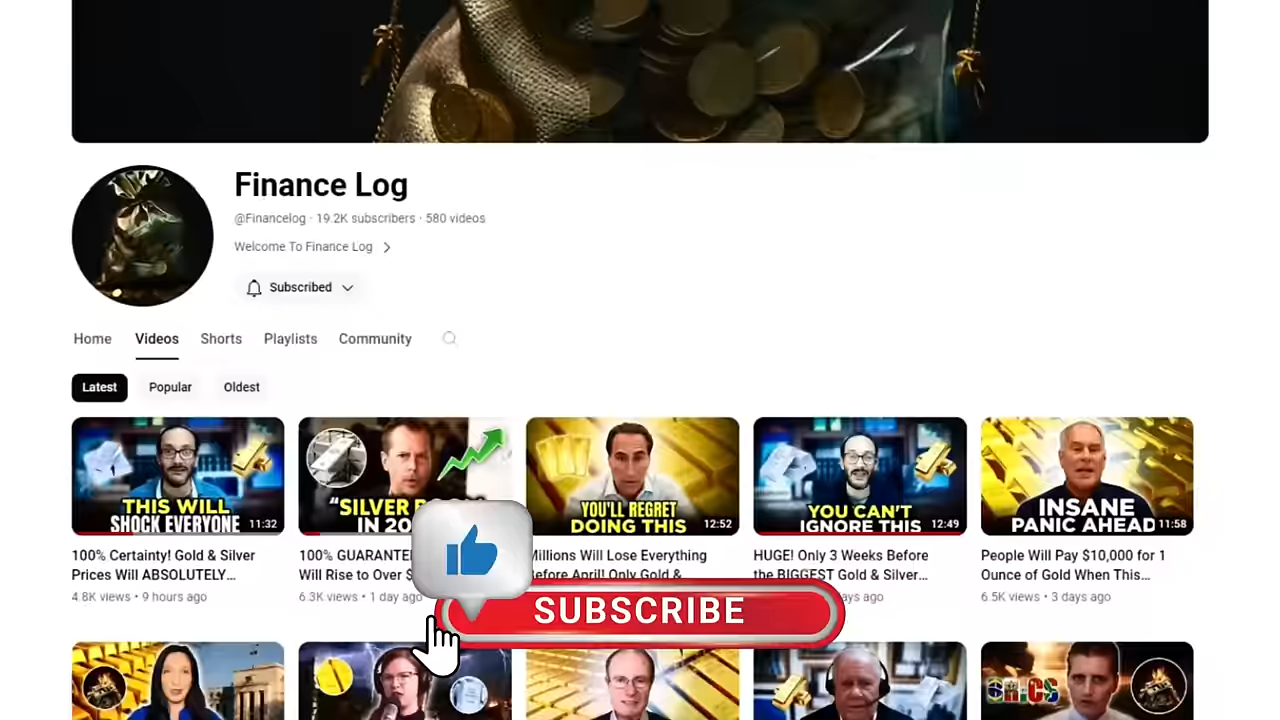 Finance Log
@Financelog · 19.2K subscribers · 580 videos
Welcome To Finance Log
Subscribed
Home Videos Shorts Playlists Community
Latest Popular Oldest
THIS WILL
SHOCK EVERYONE 11:32
"SILVER
IN 20
YOU'LL REGRET
DOING THIS 12:52
YOU CAN'T
IGNORE THIS 12:49
INSANE
PANIC AHEAD 11:58
100% Certainty! Gold & Silver
Prices Will ABSOLUTELY...
4.8K views • 9 hours ago
100% GUARANTE
Will Rise to Over $
6.3K views • 1 day ago
Millions Will Lose Everything
Before April! Only Gold &
HUGE! Only 3 Weeks Before
the BIGGEST Gold & Silver...
ays ago
People Will Pay $10,000 for 1
Ounce of Gold When This...
6.5K views • 3 days ago
SUBSCRIBE
BRICS